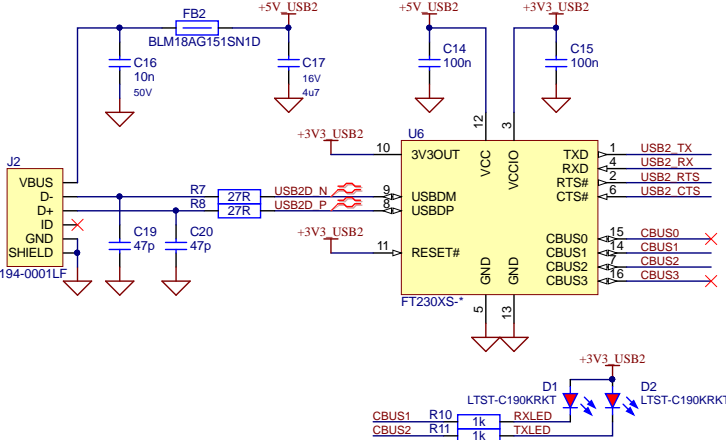 +5V_USB2
+5V_USB2
+3V3_USB2
FB2
BLM18AG151SN1D
C16
10n
50V
C17
16V
4u7
C14
100n
C15
100n
+3V3_USB2
U6
12
3
10
3V3OUT
VCC
VCCIO
TXD
1
USB2_TX
RXD
4
USB2_RX
RTS#
2
USB2_RTS
CTS#
6
USB2_CTS
J2
VBUS
D-
D+
ID
GND
SHIELD
194-0001LF
R7
27R
USB2D_N
9
USBDM
R8
27R
USB2D_P
8
USBDP
C19
47p
C20
47p
+3V3_USB2
11
RESET#
CBUS0
15
CBUS0
CBUS1
14
CBUS1
CBUS2
7
CBUS2
CBUS3
16
CBUS3
GND
GND
FT230XS-*
5
13
+3V3_USB2
D1
LTST-C190KRKT
D2
LTST-C190KRKT
CBUS1
R10
1k
RXLED
CBUS2
R11
1k
TXLED